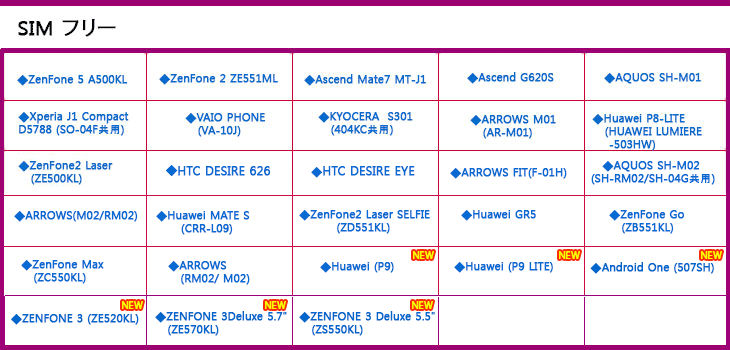 SIM フリー
◆ZenFone 5 A500KL
◆ZenFone 2 ZE551ML
◆Ascend Mate7 MT-J1
◆Ascend G620S
◆AQUOS SH-M01
◆Xperia J1 Compact
D5788 (SO-04F共用)
◆VAIO PHONE
(VA-10J)
◆KYOCERA S301
(404KC共用)
◆ARROWS M01
(AR-M01)
◆Huawei P8-LITE
(HUAWEI LUMIERE
-503HW)
◆ZenFone2 Laser
(ZE500KL)
◆HTC DESIRE 626
◆HTC DESIRE EYE
◆ARROWS FIT(F-01H)
◆AQUOS SH-M02
(SH-RM02/SH-04G共用)
◆ARROWS(M02/RM02)
◆Huawei MATE S
(CRR-L09)
◆ZenFone2 Laser SELFIE
(ZD551KL)
◆Huawei GR5
◆ZenFone Go
(ZB551KL)
◆ZenFone Max
(ZC550KL)
◆ARROWS
(RM02/ M02)
NEW
◆Huawei (P9)
NEW
◆Huawei (P9 LITE)
NEW
◆Android One (507SH)
NEW
◆ZENFONE 3 (ZE520KL)
NEW
◆ZENFONE 3Deluxe 5.7"
(ZE570KL)
NEW
◆ZENFONE 3 Deluxe 5.5"
(ZS550KL)